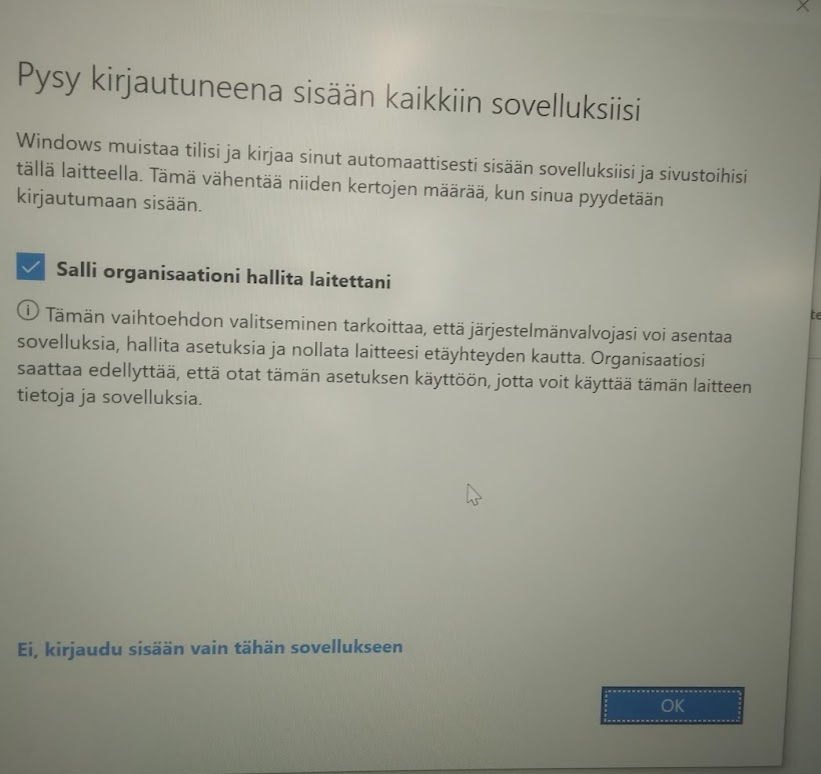 Pysy kirjautuneena sisään kaikkiin sovelluksiisi
Windows muistaa tilisi ja kirjaa sinut automaattisesti sisään sovelluksiisi ja sivustoihisi
tällä laitteella. Tämä vähentää niiden kertojen määrää, kun sinua pyydetään
kirjautumaan sisään.
Salli organisaationi hallita laitettani
Tämän vaihtoehdon valitseminen tarkoittaa, että järjestelmänvalvojasi voi asentaa
sovelluksia, hallita asetuksia ja nollata laitteesi etäyhteyden kautta. Organisaatiosi
saattaa edellyttää, että otat tämän asetuksen käyttöön, jotta voit käyttää tämän laitteen
tietoja ja sovelluksia.
Ei, kirjaudu sisään vain tähän sovellukseen
OK